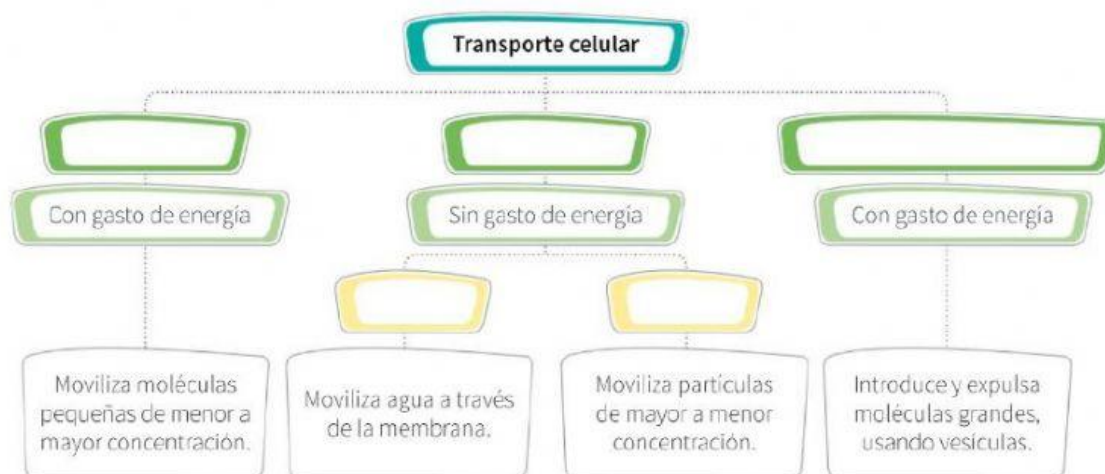 Transporte celular
Con gasto de energía
Sin gasto de energía
Con gasto de energía
Moviliza moléculas
pequeñas de menor a
mayor concentración.
Moviliza agua a través
de la membrana.
Moviliza partículas
de mayor a menor
concentración.
Introduce y expulsa
moléculas grandes,
usando vesículas.